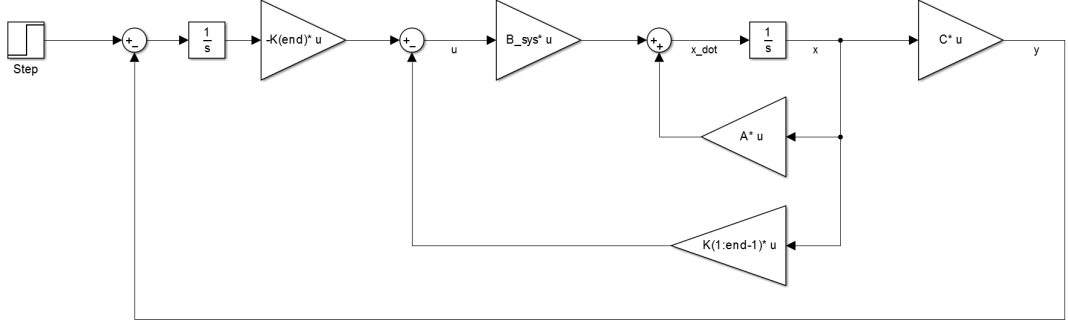 Step
+
−
1
s
-K(end)* u
+
−
u
B_sys* u
+
+
x_dot
1
s
x
C* u
y
A* u
K(1:end-1)* u